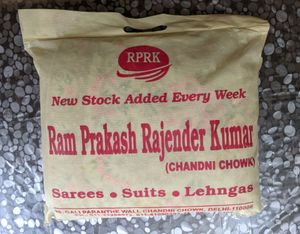 RPRK
New Stock Added Every Week
Ram Prakash Rajender Kumar
(CHANDNI CHOWK)
Sarees • Suits • Lehngas
GALI PARANTHE WALI, CHANDNI CHOWK, DELHI-110006